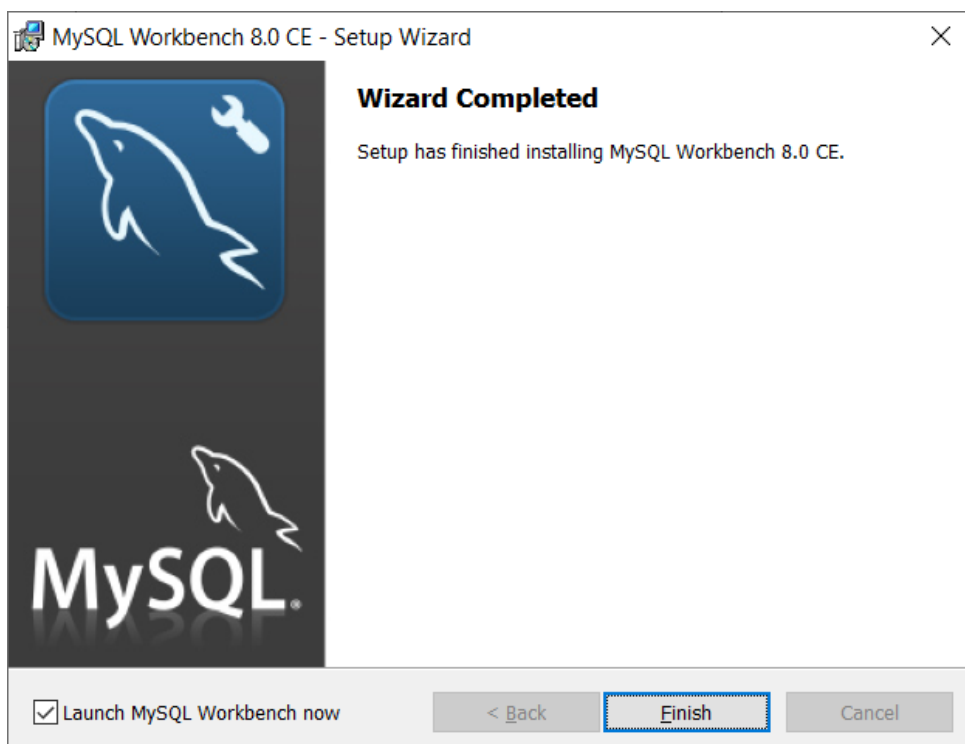 MySQL Workbench 8.0 CE - Setup Wizard
Wizard Completed
Setup has finished installing MySQL Workbench 8.0 CE.
MySQL®
Launch MySQL Workbench now
< Back
Finish
Cancel